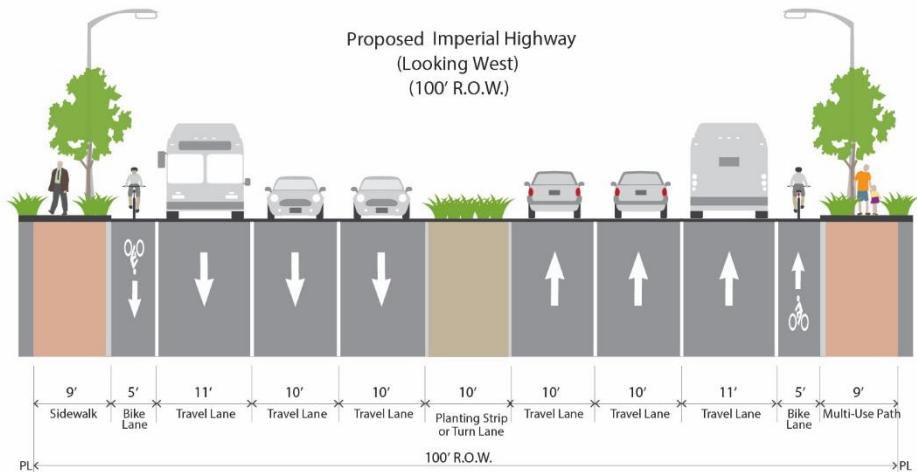 Proposed Imperial Highway
(Looking West)
(100' R.O.W.)
9' 5' 11' 10' 10' 10' 10' 10' 11' 5' 9'
Sidewalk Bike Lane Travel Lane Travel Lane Travel Lane Planting Strip or Turn Lane Travel Lane Travel Lane Travel Lane Bike Lane Multi-Use Path
PL 100' R.O.W. PL